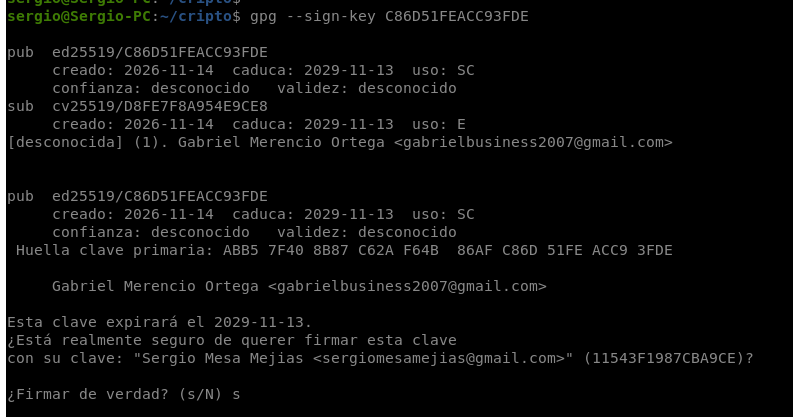 sergio@Sergio-PC:~/cripto$
sergio@Sergio-PC:~/cripto$ gpg --sign-key C86D51FEACC93FDE
pub  ed25519/C86D51FEACC93FDE
     creado: 2026-11-14  caduca: 2029-11-13  uso: SC
     confianza: desconocido   validez: desconocido
sub  cv25519/D8FE7F8A954E9CE8
     creado: 2026-11-14  caduca: 2029-11-13  uso: E
[desconocida] (1). Gabriel Merencio Ortega <gabrielbusiness2007@gmail.com>
pub  ed25519/C86D51FEACC93FDE
     creado: 2026-11-14  caduca: 2029-11-13  uso: SC
     confianza: desconocido   validez: desconocido
 Huella clave primaria: ABB5 7F40 8B87 C62A F64B  86AF C86D 51FE ACC9 3FDE
     Gabriel Merencio Ortega <gabrielbusiness2007@gmail.com>
Esta clave expirará el 2029-11-13.
¿Está realmente seguro de querer firmar esta clave
con su clave: "Sergio Mesa Mejias <sergiomesamejias@gmail.com>" (11543F1987CBA9CE)?
¿Firmar de verdad? (s/N) s